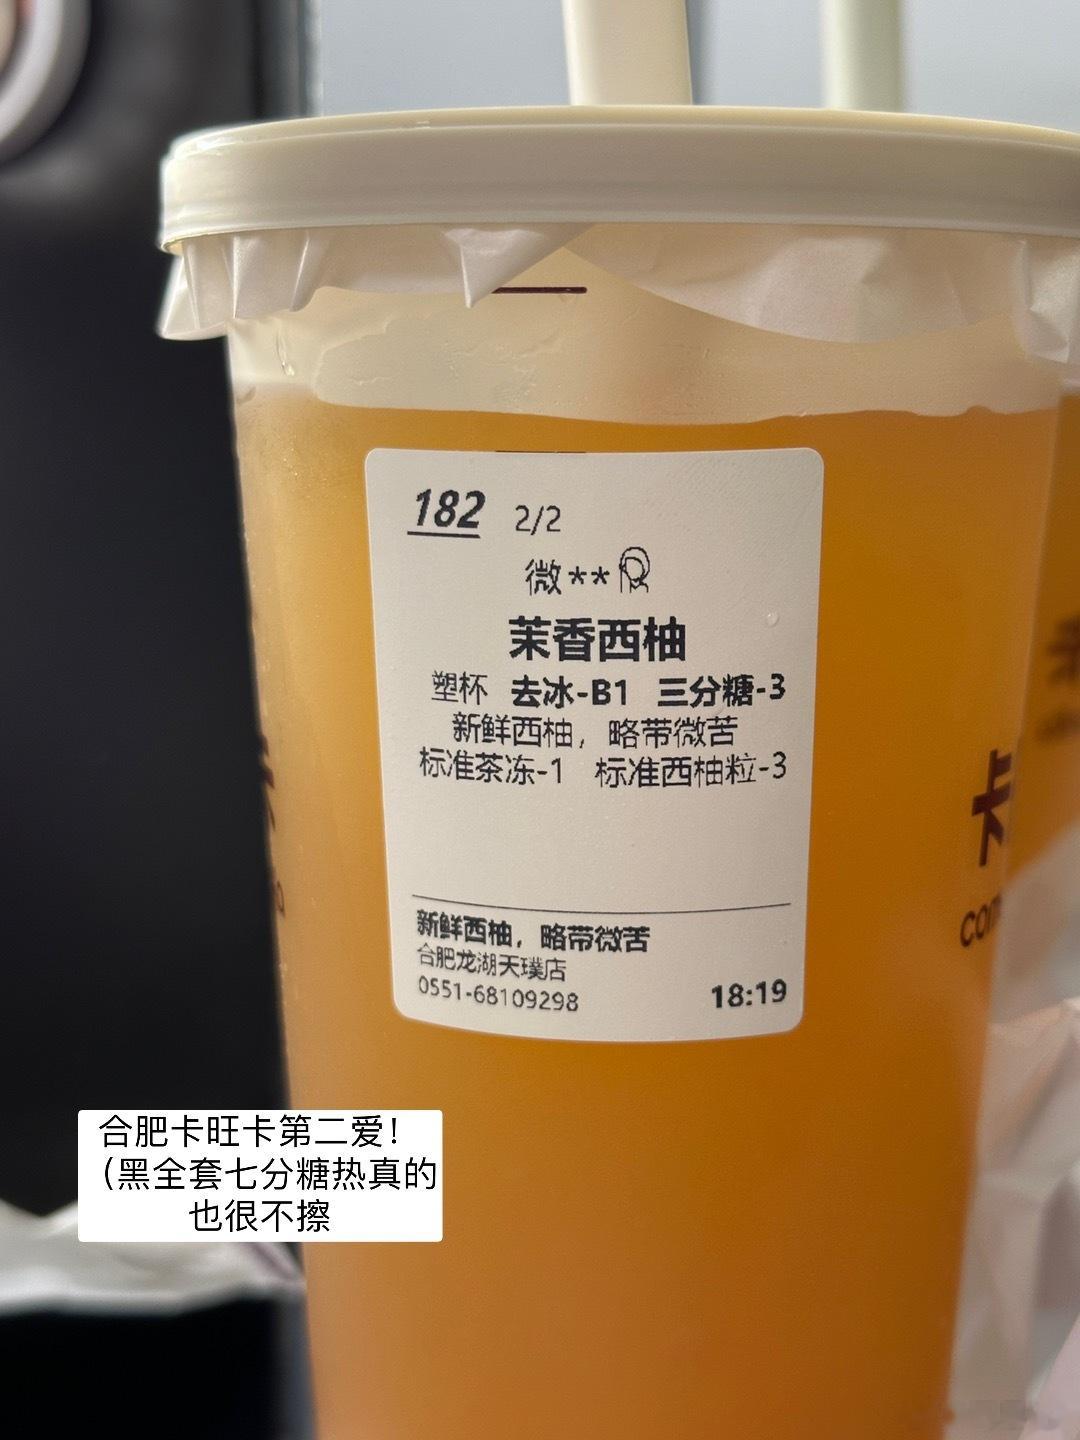 182 2/2
微**
茉香西柚
塑杯 去冰-B1 三分糖-3
新鲜西柚，略带微苦
标准茶冻-1 标准西柚粒-3
新鲜西柚，略带微苦
合肥龙湖天璞店
0551-68109298 18:19
卡
com
合肥卡旺卡第二爱！
（黑全套七分糖热真的
也很不擦